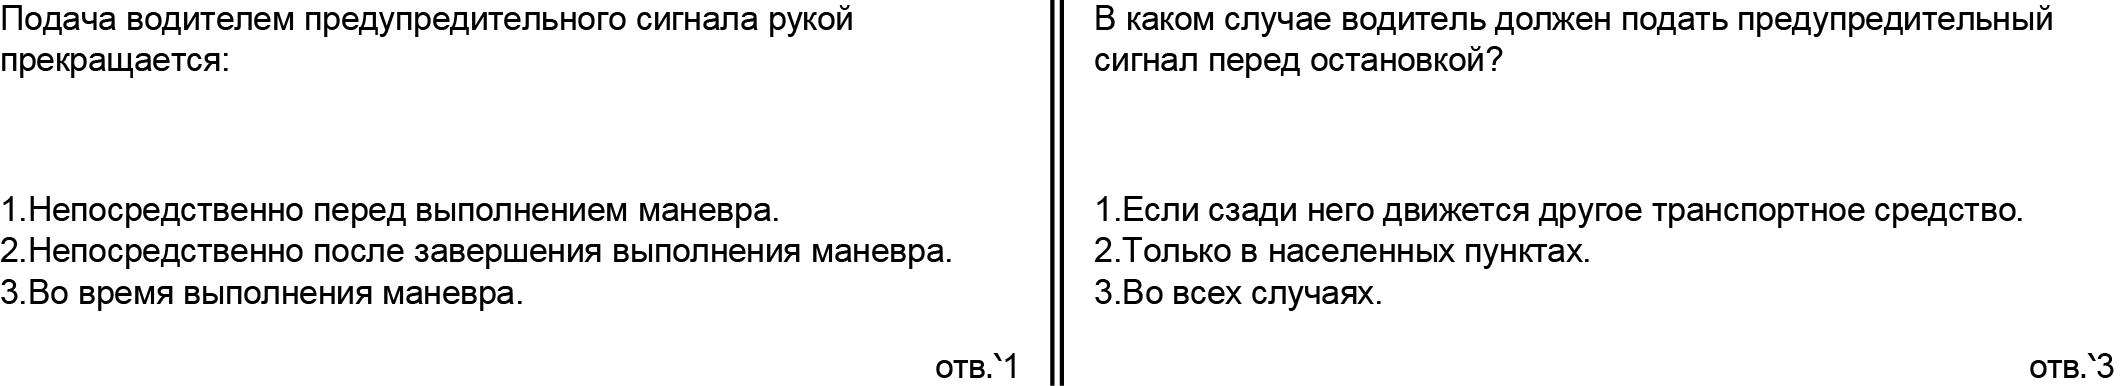 Подача водителем предупредительного сигнала рукой
прекращается:
1.Непосредственно перед выполнением маневра.
2.Непосредственно после завершения выполнения маневра.
3.Во время выполнения маневра.
отв.`1
В каком случае водитель должен подать предупредительный
сигнал перед остановкой?
1.Если сзади него движется другое транспортное средство.
2.Только в населенных пунктах.
3.Во всех случаях.
отв.`3